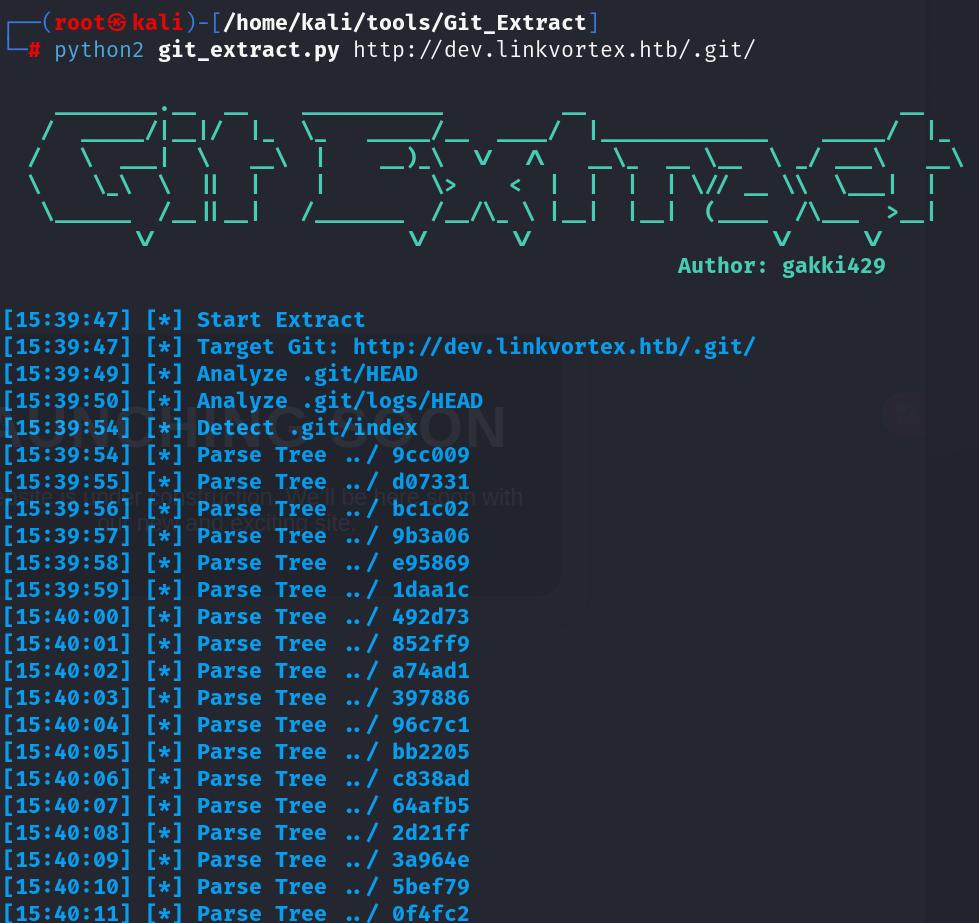 ┌──(root㉿kali)-[/home/kali/tools/Git_Extract]
└─# python2 git_extract.py http://dev.linkvortex.htb/.git/
Git Extract
Author: gakki429
[15:39:47] [*] Start Extract
[15:39:47] [*] Target Git: http://dev.linkvortex.htb/.git/
[15:39:49] [*] Analyze .git/HEAD
[15:39:50] [*] Analyze .git/logs/HEAD
[15:39:54] [*] Detect .git/index
[15:39:54] [*] Parse Tree ../ 9cc009
[15:39:55] [*] Parse Tree ../ d07331
[15:39:56] [*] Parse Tree ../ bc1c02
[15:39:57] [*] Parse Tree ../ 9b3a06
[15:39:58] [*] Parse Tree ../ e95869
[15:39:59] [*] Parse Tree ../ 1daa1c
[15:40:00] [*] Parse Tree ../ 492d73
[15:40:01] [*] Parse Tree ../ 852ff9
[15:40:02] [*] Parse Tree ../ a74ad1
[15:40:03] [*] Parse Tree ../ 397886
[15:40:04] [*] Parse Tree ../ 96c7c1
[15:40:05] [*] Parse Tree ../ bb2205
[15:40:06] [*] Parse Tree ../ c838ad
[15:40:07] [*] Parse Tree ../ 64afb5
[15:40:08] [*] Parse Tree ../ 2d21ff
[15:40:09] [*] Parse Tree ../ 3a964e
[15:40:10] [*] Parse Tree ../ 5bef79
[15:40:11] [*] Parse Tree ../ 0f4fc2